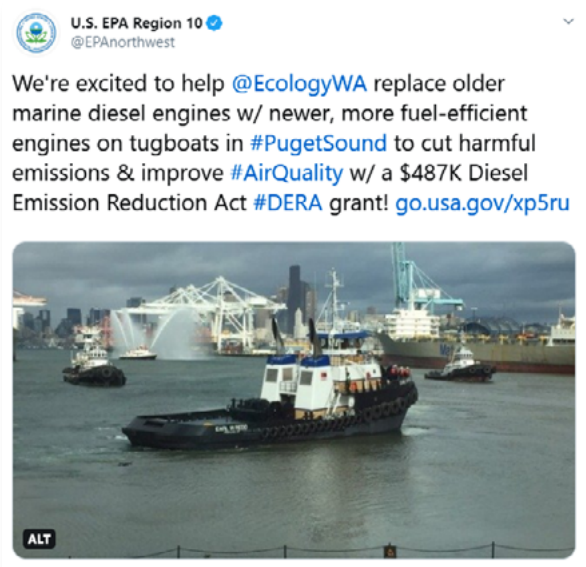 U.S. EPA Region 10
@EPAnorthwest
We're excited to help @EcologyWA replace older
marine diesel engines w/ newer, more fuel-efficient
engines on tugboats in #PugetSound to cut harmful
emissions & improve #AirQuality w/ a $487K Diesel
Emission Reduction Act #DERA grant! go.usa.gov/xp5ru
ALT